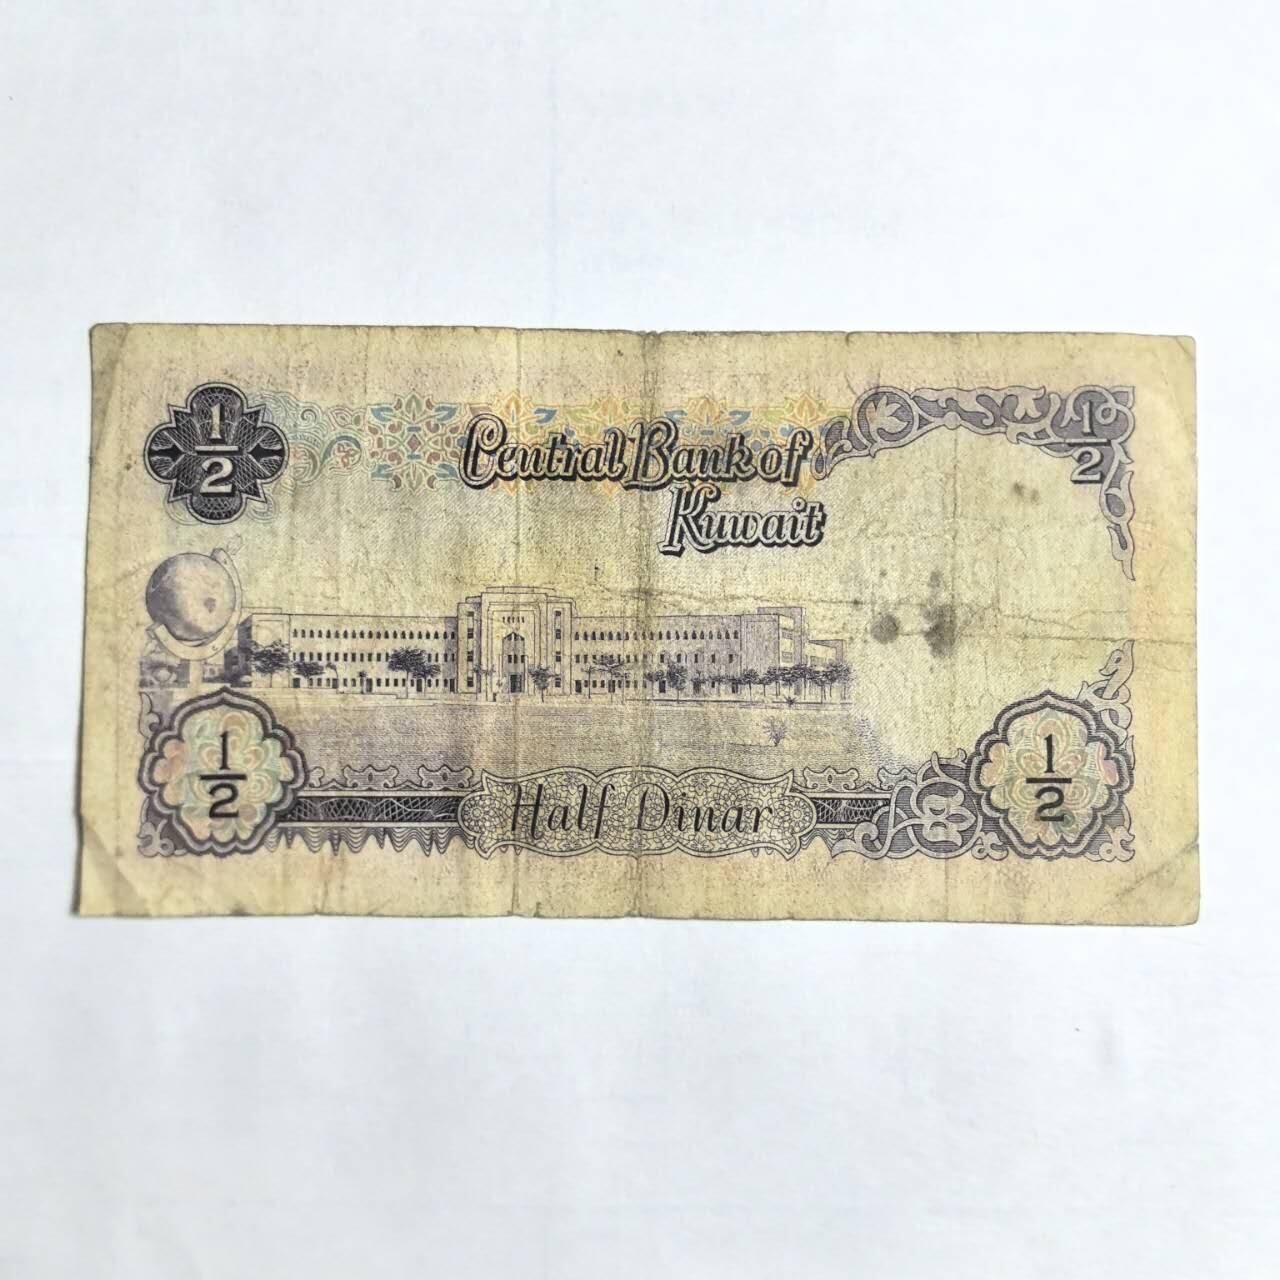 1/2
1/2
Central Bank of
Kuwait
1/2
Half Dinar
1/2